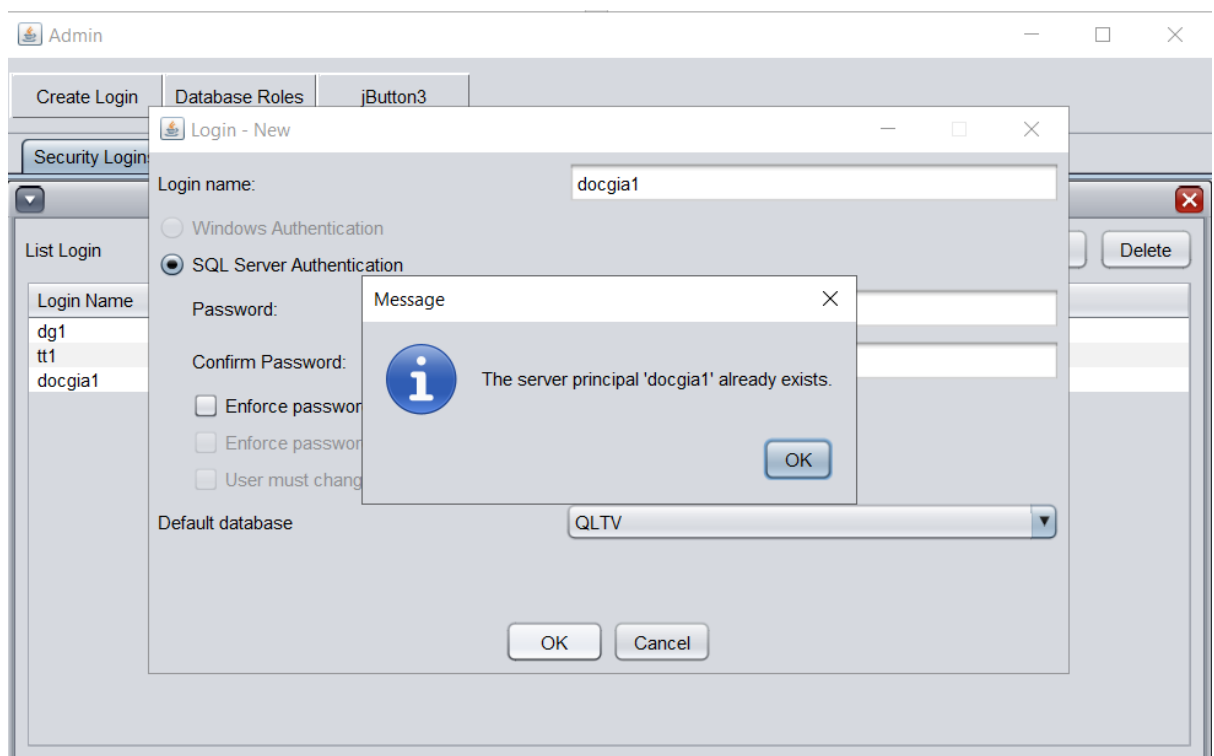 Admin
Create Login Database Roles jButton3
Login - New
Security Login
Login name: docgia1
Windows Authentication
List Login
Delete
SQL Server Authentication
Login Name
Message
Password:
dg1
tt1
docgia1
Confirm Password:
The server principal 'docgia1' already exists.
Enforce passwor
Enforce passwor
OK
User must chang
Default database QLTV
OK Cancel